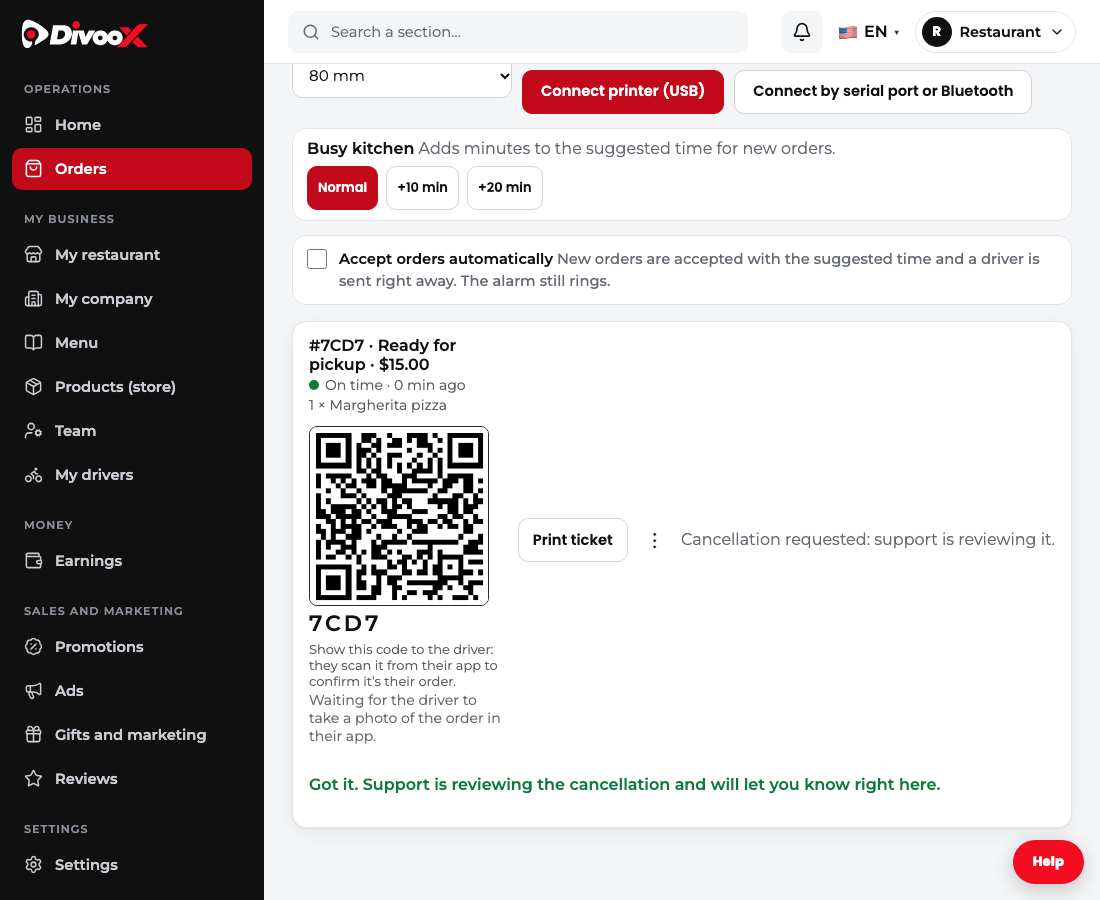 DivooX
Search a section...
EN
R
Restaurant
OPERATIONS
Home
Orders
MY BUSINESS
My restaurant
My company
Menu
Products (store)
Team
My drivers
MONEY
Earnings
SALES AND MARKETING
Promotions
Ads
Gifts and marketing
Reviews
SETTINGS
Settings
80 mm
Connect printer (USB)
Connect by serial port or Bluetooth
Busy kitchen Adds minutes to the suggested time for new orders.
Normal
+10 min
+20 min
Accept orders automatically New orders are accepted with the suggested time and a driver is
sent right away. The alarm still rings.
#7CD7 · Ready for
pickup · $15.00
On time · 0 min ago
1 × Margherita pizza
7CD7
Show this code to the driver:
they scan it from their app to
confirm it's their order.
Waiting for the driver to
take a photo of the order in
their app.
Print ticket
⋮
Cancellation requested: support is reviewing it.
Got it. Support is reviewing the cancellation and will let you know right here.
Help